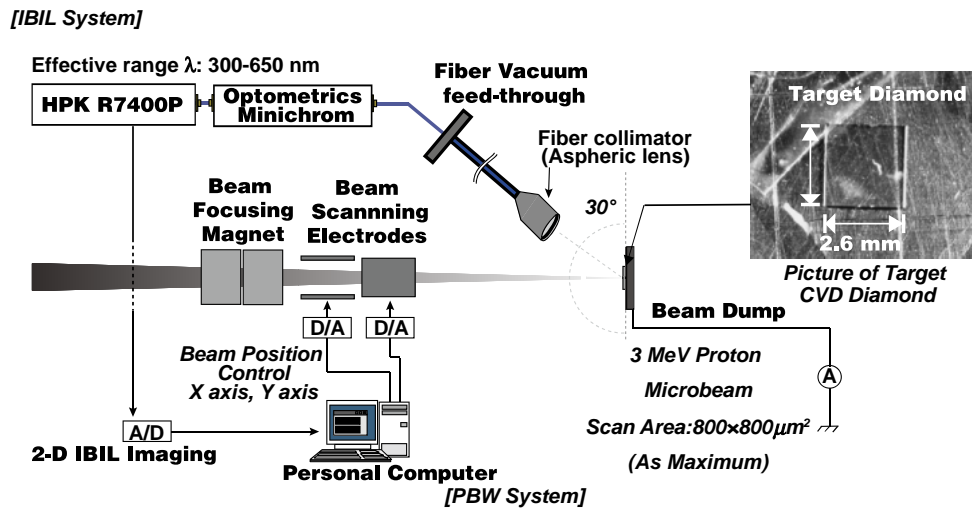 [IBIL System]
Effective range λ: 300-650 nm
HPK R7400P
Optometrics
Minichrom
Fiber Vacuum
feed-through
Fiber collimator
(Aspheric lens)
Target Diamond
2.6 mm
Picture of Target
CVD Diamond
Beam
Focusing
Magnet
Beam
Scannning
Electrodes
30°
D/A
D/A
Beam Dump
Beam Position
Control
X axis, Y axis
3 MeV Proton
Microbeam
Scan Area:800×800μm²
(As Maximum)
A
A/D
2-D IBIL Imaging
Personal Computer
[PBW System]